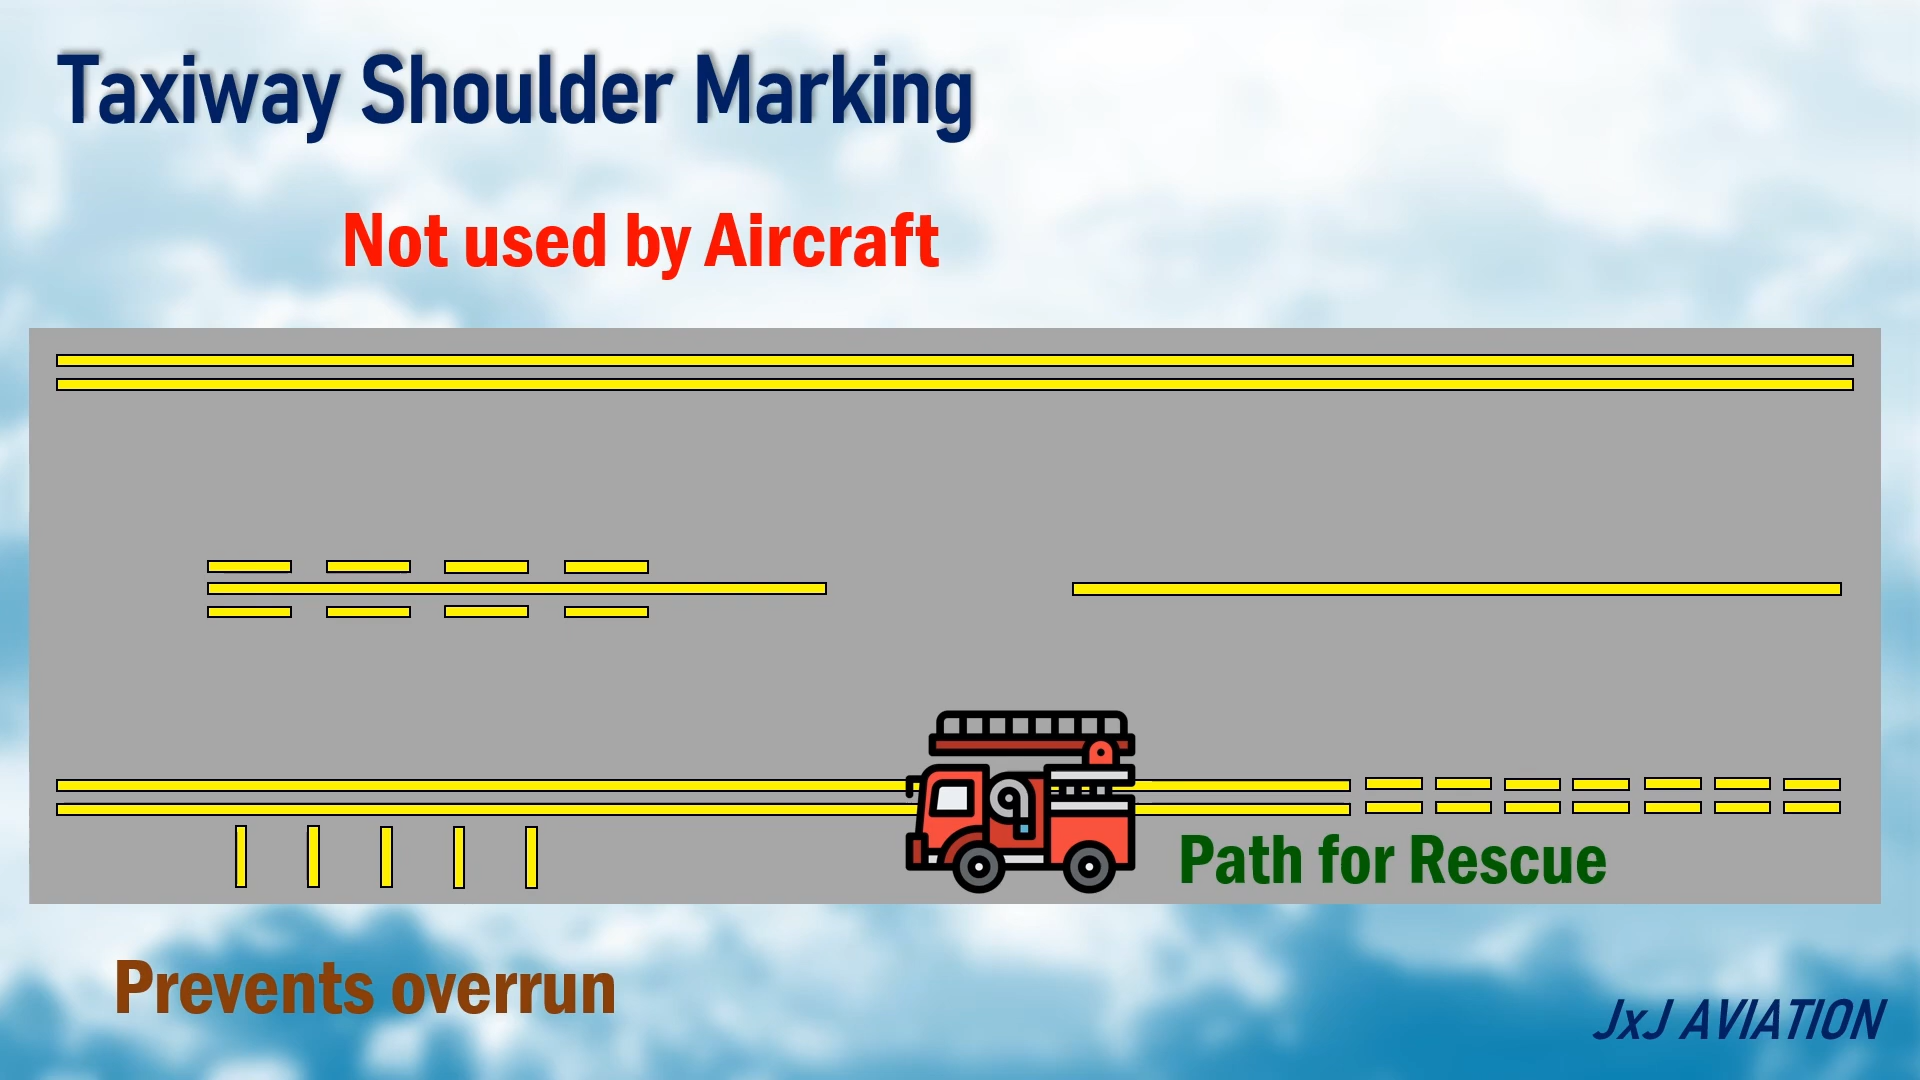 Taxiway Shoulder Marking
Not used by Aircraft
Path for Rescue
Prevents overrun
JxJ AVIATION